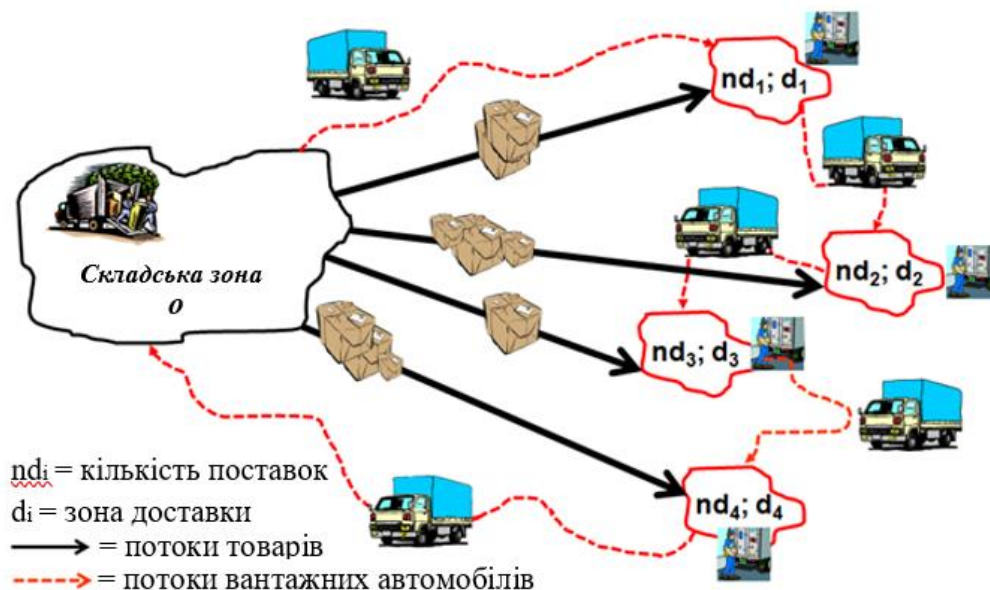 nd₁; d₁
Складська зона
о
nd₂; d₂
nd₃; d₃
nd₄; d₄
ndᵢ = кількість поставок
dᵢ = зона доставки
= потоки товарів
= потоки вантажних автомобілів